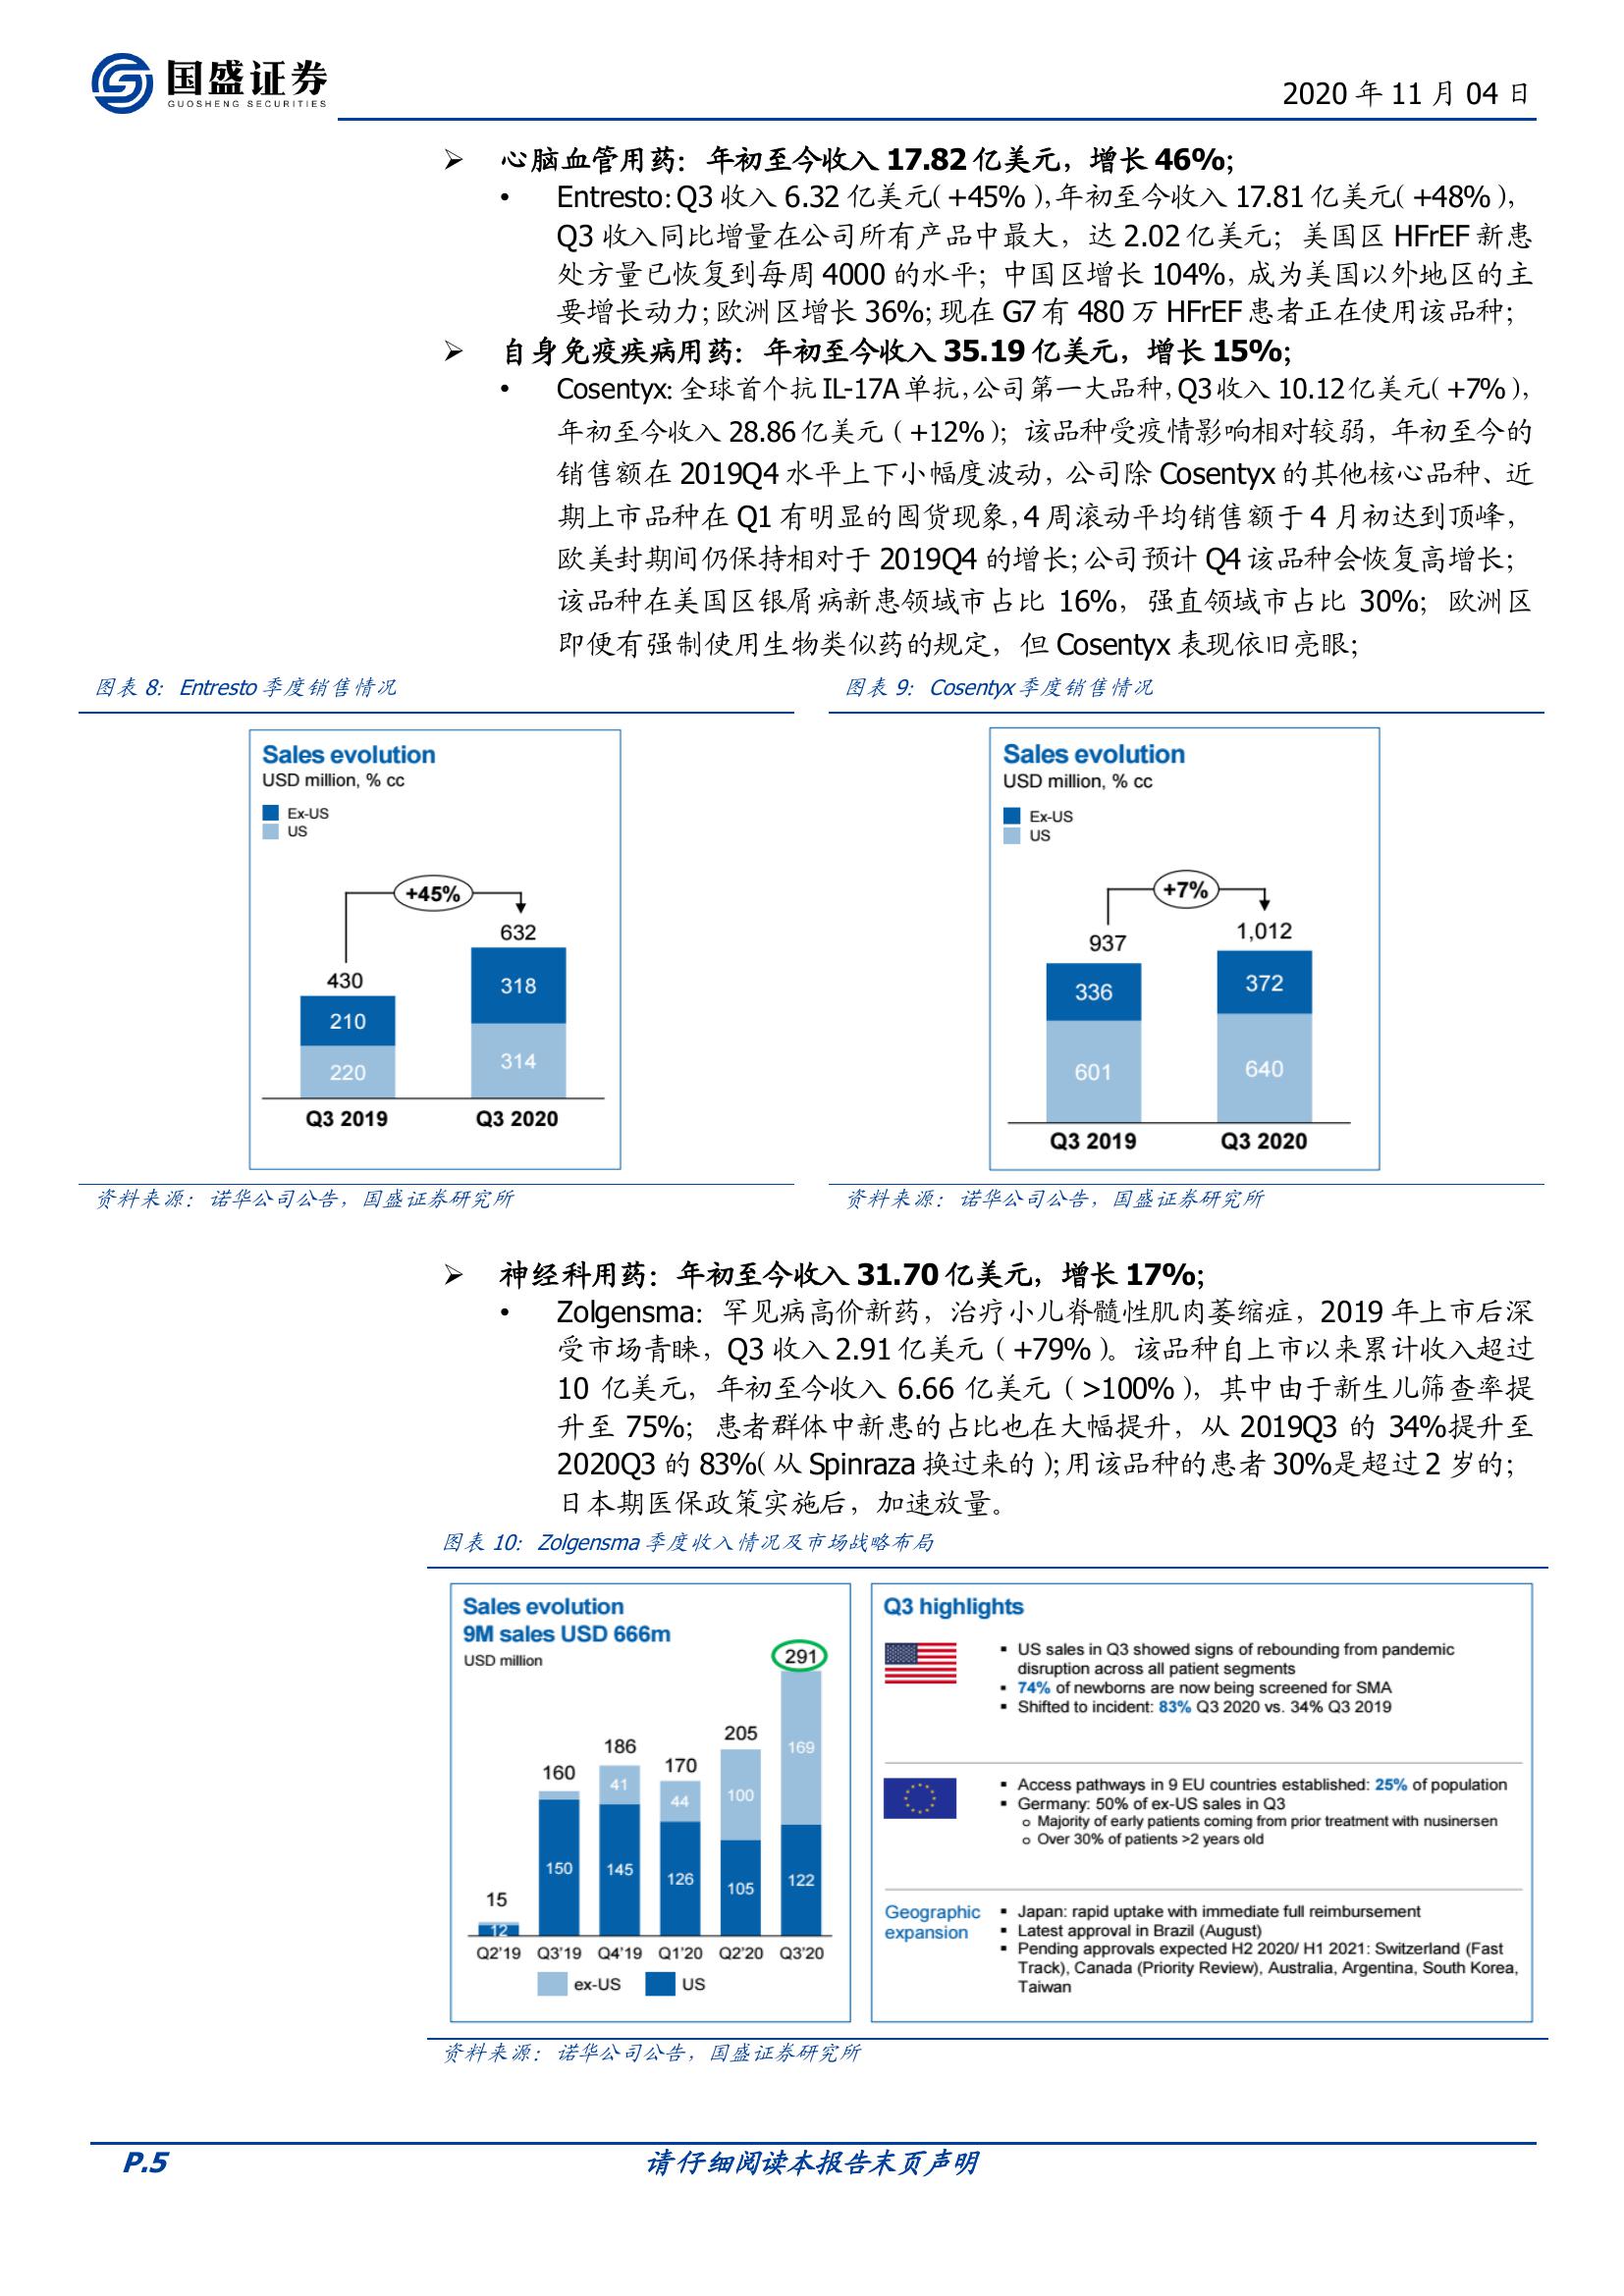 国盛证券
GUOSHENG SECURITIES
2020 年 11 月 04 日
➢ 心脑血管用药：年初至今收入 17.82 亿美元，增长 46%；
• Entresto：Q3 收入 6.32 亿美元（+45%），年初至今收入 17.81 亿美元（+48%），
Q3 收入同比增量在公司所有产品中最大，达 2.02 亿美元；美国区 HFrEF 新患
处方量已恢复到每周 4000 的水平；中国区增长 104%，成为美国以外地区的主
要增长动力；欧洲区增长 36%；现在 G7 有 480 万 HFrEF 患者正在使用该品种；
➢ 自身免疫疾病用药：年初至今收入 35.19 亿美元，增长 15%；
• Cosentyx：全球首个抗 IL-17A 单抗，公司第一大品种，Q3 收入 10.12 亿美元（+7%），
年初至今收入 28.86 亿美元（+12%）；该品种受疫情影响相对较弱，年初至今的
销售额在 2019Q4 水平上下小幅度波动，公司除 Cosentyx 的其他核心品种、近
期上市品种在 Q1 有明显的囤货现象，4 周滚动平均销售额于 4 月初达到顶峰，
欧美封期间仍保持相对于 2019Q4 的增长；公司预计 Q4 该品种会恢复高增长；
该品种在美国区银屑病新患领域市占比 16%，强直领域市占比 30%；欧洲区
即便有强制使用生物类似药的规定，但 Cosentyx 表现依旧亮眼；
图表 8：Entresto 季度销售情况
Sales evolution
USD million, % cc
Ex-US
US
+45%
632
430
318
210
314
220
Q3 2019 Q3 2020
资料来源：诺华公司公告，国盛证券研究所
图表 9：Cosentyx 季度销售情况
Sales evolution
USD million, % cc
Ex-US
US
+7%
1,012
937
372
336
640
601
Q3 2019 Q3 2020
资料来源：诺华公司公告，国盛证券研究所
➢ 神经科用药：年初至今收入 31.70 亿美元，增长 17%；
• Zolgensma：罕见病高价新药，治疗小儿脊髓性肌肉萎缩症，2019 年上市后深
受市场青睐，Q3 收入 2.91 亿美元（+79%）。该品种自上市以来累计收入超过
10 亿美元，年初至今收入 6.66 亿美元（>100%），其中由于新生儿筛查率提
升至 75%；患者群体中新患的占比也在大幅提升，从 2019Q3 的 34%提升至
2020Q3 的 83%（从 Spinraza 换过来的）；用该品种的患者 30%是超过 2 岁的；
日本期医保政策实施后，加速放量。
图表 10：Zolgensma 季度收入情况及市场战略布局
Sales evolution
9M sales USD 666m
USD million
291
205
186
170
160
169
41
44
100
150
145
126
105
122
15
12
Q2'19 Q3'19 Q4'19 Q1'20 Q2'20 Q3'20
ex-US US
Q3 highlights
▪ US sales in Q3 showed signs of rebounding from pandemic
disruption across all patient segments
▪ 74% of newborns are now being screened for SMA
▪ Shifted to incident: 83% Q3 2020 vs. 34% Q3 2019
▪ Access pathways in 9 EU countries established: 25% of population
▪ Germany: 50% of ex-US sales in Q3
o Majority of early patients coming from prior treatment with nusinersen
o Over 30% of patients >2 years old
Geographic
expansion
▪ Japan: rapid uptake with immediate full reimbursement
▪ Latest approval in Brazil (August)
▪ Pending approvals expected H2 2020/ H1 2021: Switzerland (Fast
Track), Canada (Priority Review), Australia, Argentina, South Korea,
Taiwan
资料来源：诺华公司公告，国盛证券研究所
P.5
请仔细阅读本报告末页声明